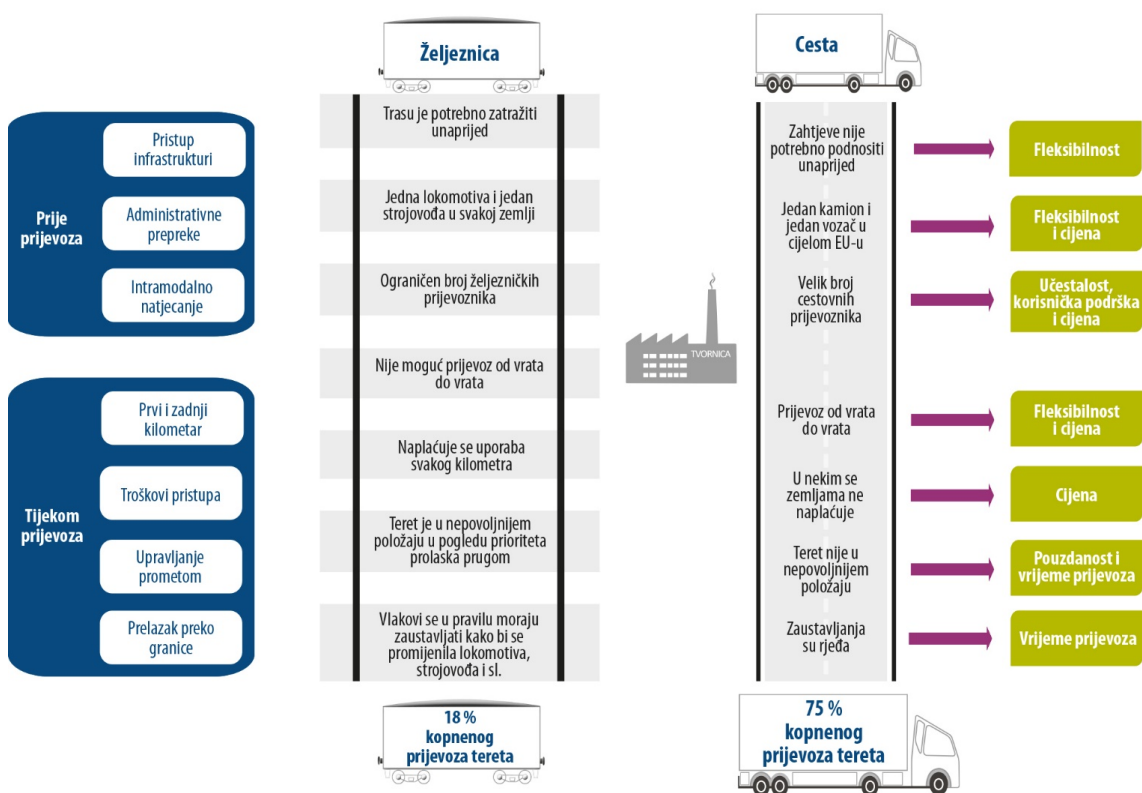 Željeznica
Cesta
Prije
prijevoza
Pristup
infrastrukturi
Trasu je potrebno zatražiti
unaprijed
Zahtjeve nije
potrebno podnositi
unaprijed
Fleksibilnost
Administrativne
prepreke
Jedna lokomotiva i jedan
strojovođa u svakoj zemlji
Jedan kamion i
jedan vozač u
cijelom EU-u
Fleksibilnost
i cijena
Intramodalno
natjecanje
Ograničen broj željezničkih
prijevoznika
Velik broj
cestovnih
prijevoznika
Učestalost,
korisnička podrška
i cijena
TVORNICA
Tijekom
prijevoza
Prvi i zadnji
kilometar
Nije moguć prijevoz od vrata
do vrata
Prijevoz od vrata
do vrata
Fleksibilnost
i cijena
Troškovi pristupa
Naplaćuje se uporaba
svakog kilometra
U nekim se
zemljama ne
naplaćuje
Cijena
Upravljanje
prometom
Teret je u nepovoljnijem
položaju u pogledu prioriteta
prolaska prugom
Teret nije u
nepovoljnijem
položaju
Pouzdanost i
vrijeme prijevoza
Prelazak preko
granice
Vlakovi se u pravilu moraju
zaustavljati kako bi se
promijenila lokomotiva,
strojovođa i sl.
Zaustavljanja
su rjeđa
Vrijeme prijevoza
18 %
kopnenog
prijevoza tereta
75 %
kopnenog
prijevoza tereta